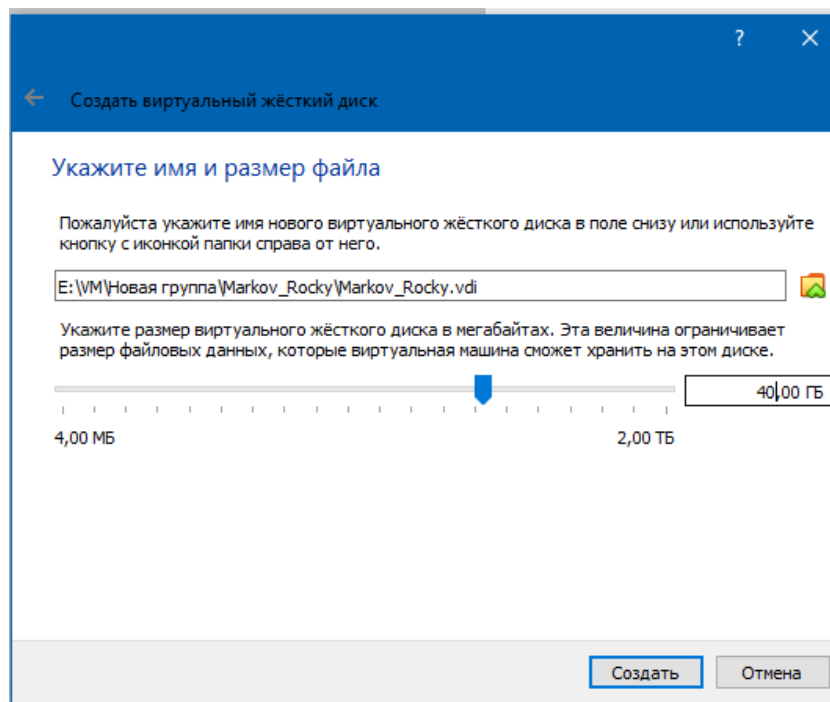 ?
Создать виртуальный жёсткий диск
Укажите имя и размер файла
Пожалуйста укажите имя нового виртуального жёсткого диска в поле снизу или используйте
кнопку с иконкой папки справа от него.
E:\VM\Новая группа\Markov_Rocky\Markov_Rocky.vdi
Укажите размер виртуального жёсткого диска в мегабайтах. Эта величина ограничивает
размер файловых данных, которые виртуальная машина сможет хранить на этом диске.
40,00 ГБ
4,00 МБ 2,00 ТБ
Создать Отмена